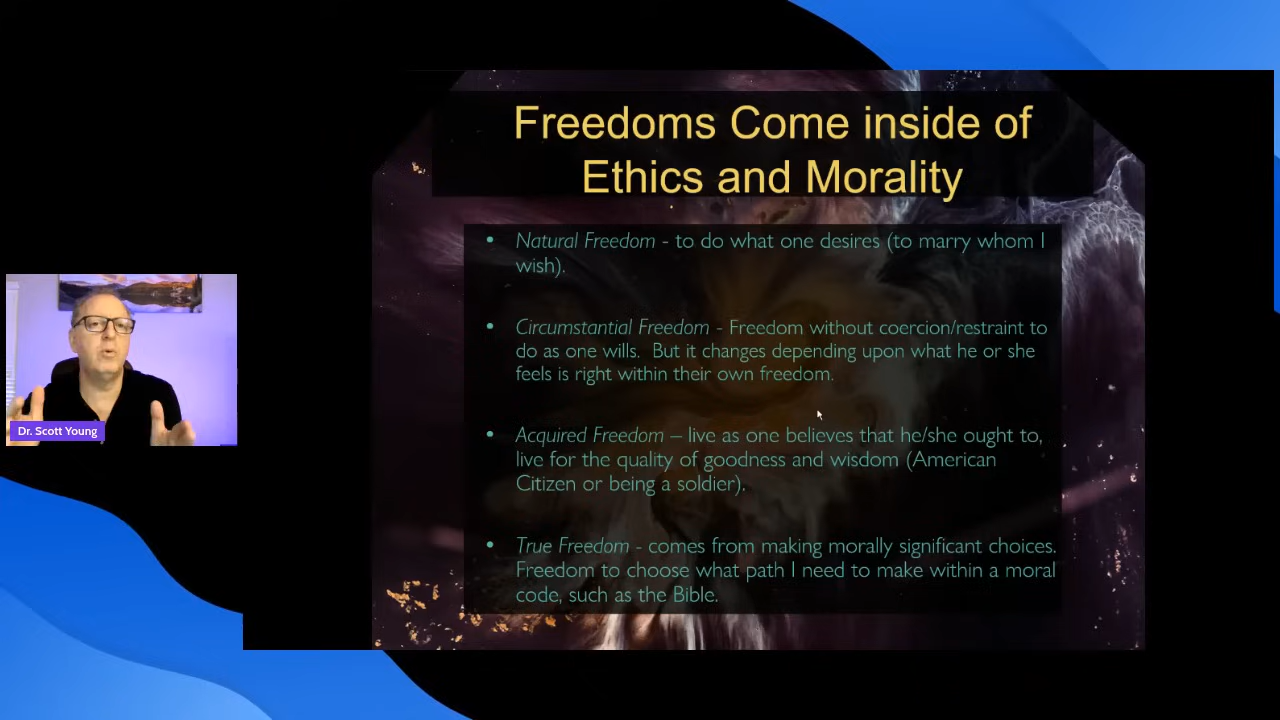 Freedoms Come inside of
Ethics and Morality
• Natural Freedom - to do what one desires (to marry whom I
wish).
• Circumstantial Freedom - Freedom without coercion/restraint to
do as one wills.  But it changes depending upon what he or she
feels is right within their own freedom.
• Acquired Freedom – live as one believes that he/she ought to,
live for the quality of goodness and wisdom (American
Citizen or being a soldier).
• True Freedom - comes from making morally significant choices.
Freedom to choose what path I need to make within a moral
code, such as the Bible.
Dr. Scott Young